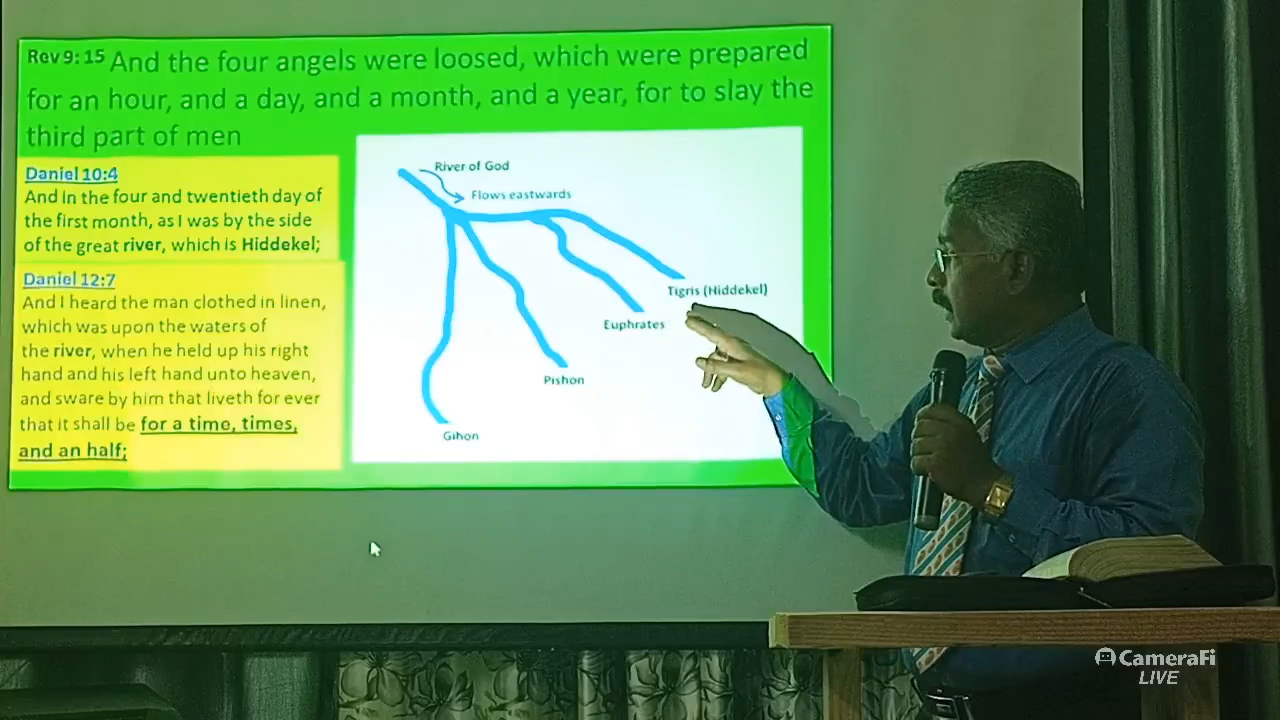 Rev 9: 15 And the four angels were loosed, which were prepared
for an hour, and a day, and a month, and a year, for to slay the
third part of men
Daniel 10:4
And in the four and twentieth day of
the first month, as I was by the side
of the great river, which is Hiddekel;
Daniel 12:7
And I heard the man clothed in linen,
which was upon the waters of
the river, when he held up his right
hand and his left hand unto heaven,
and sware by him that liveth for ever
that it shall be for a time, times,
and an half;
River of God
Flows eastwards
Tigris (Hiddekel)
Euphrates
Pishon
Gihon
CameraFi
LIVE